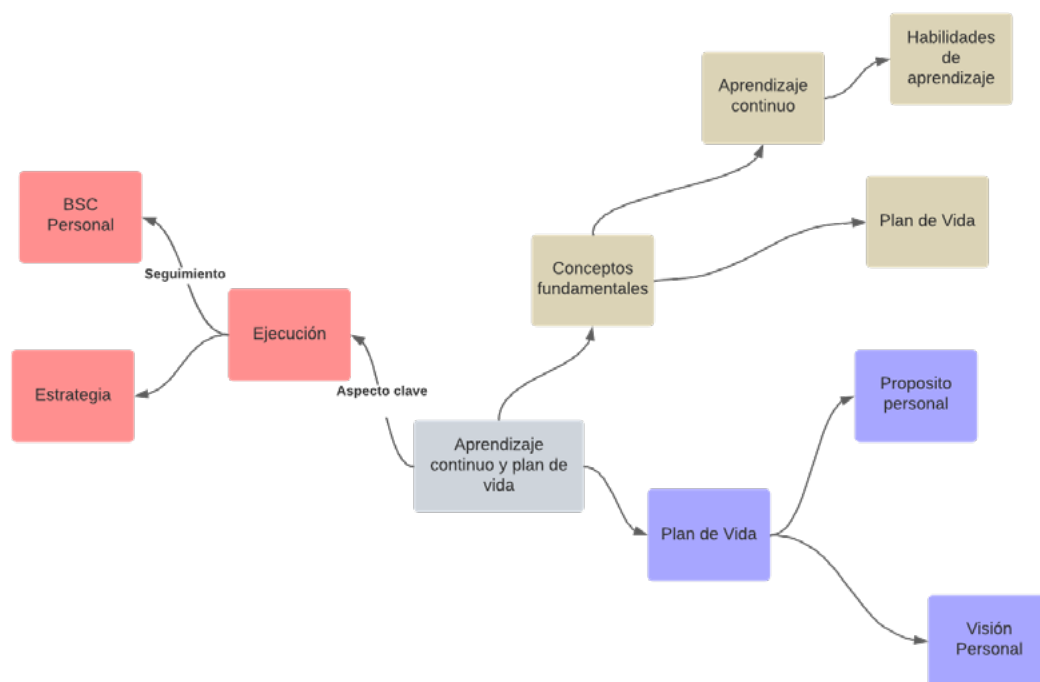 Habilidades
de
aprendizaje
Aprendizaje
continuo
BSC
Personal
Plan de Vida
Seguimiento
Conceptos
fundamentales
Ejecución
Estrategia
Aspecto clave
Proposito
personal
Aprendizaje
continuo y plan de
vida
Plan de Vida
Visión
Personal